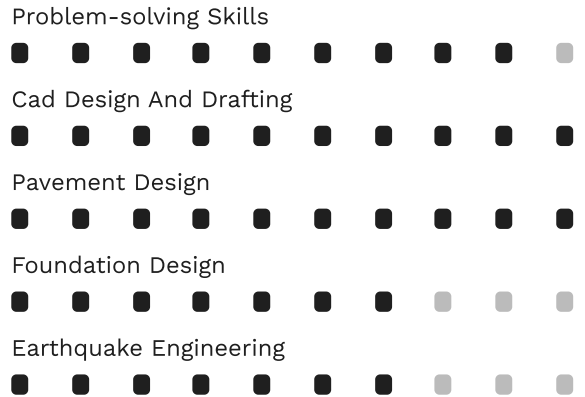 Problem-solving Skills
Cad Design And Drafting
Pavement Design
Foundation Design
Earthquake Engineering